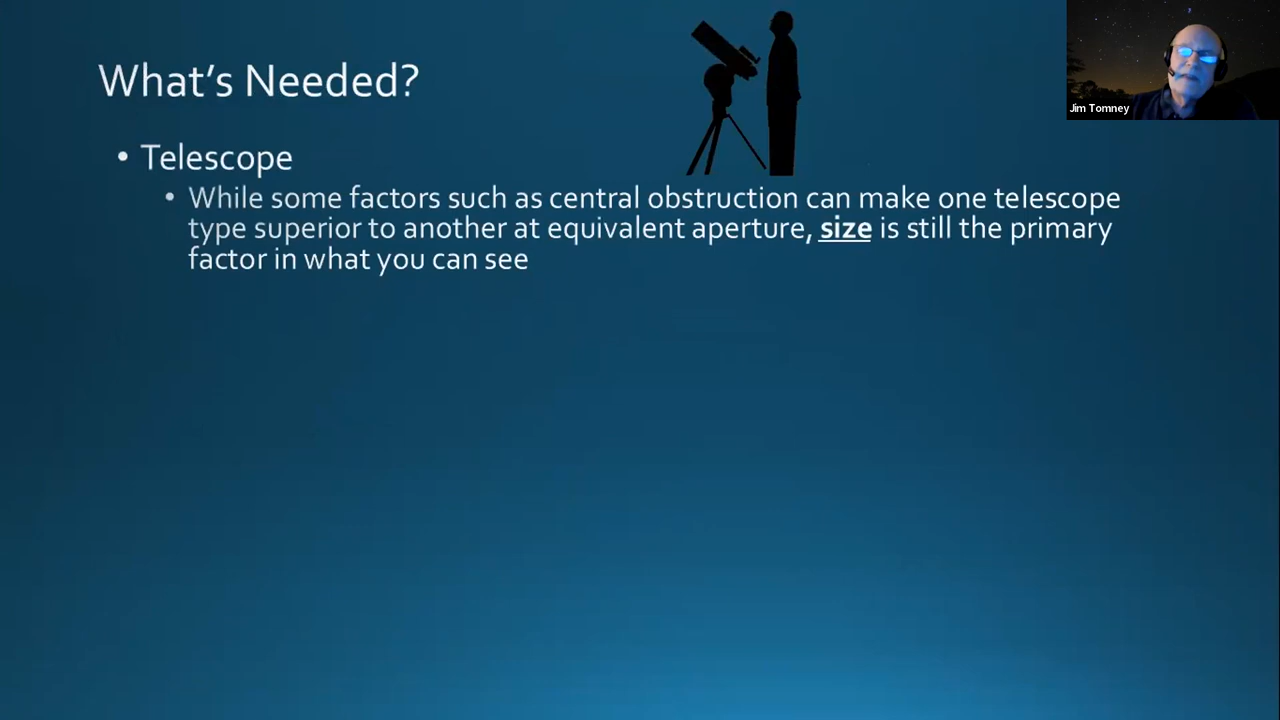 What's Needed?
Jim Tomney
• Telescope
• While some factors such as central obstruction can make one telescope
type superior to another at equivalent aperture, size is still the primary
factor in what you can see